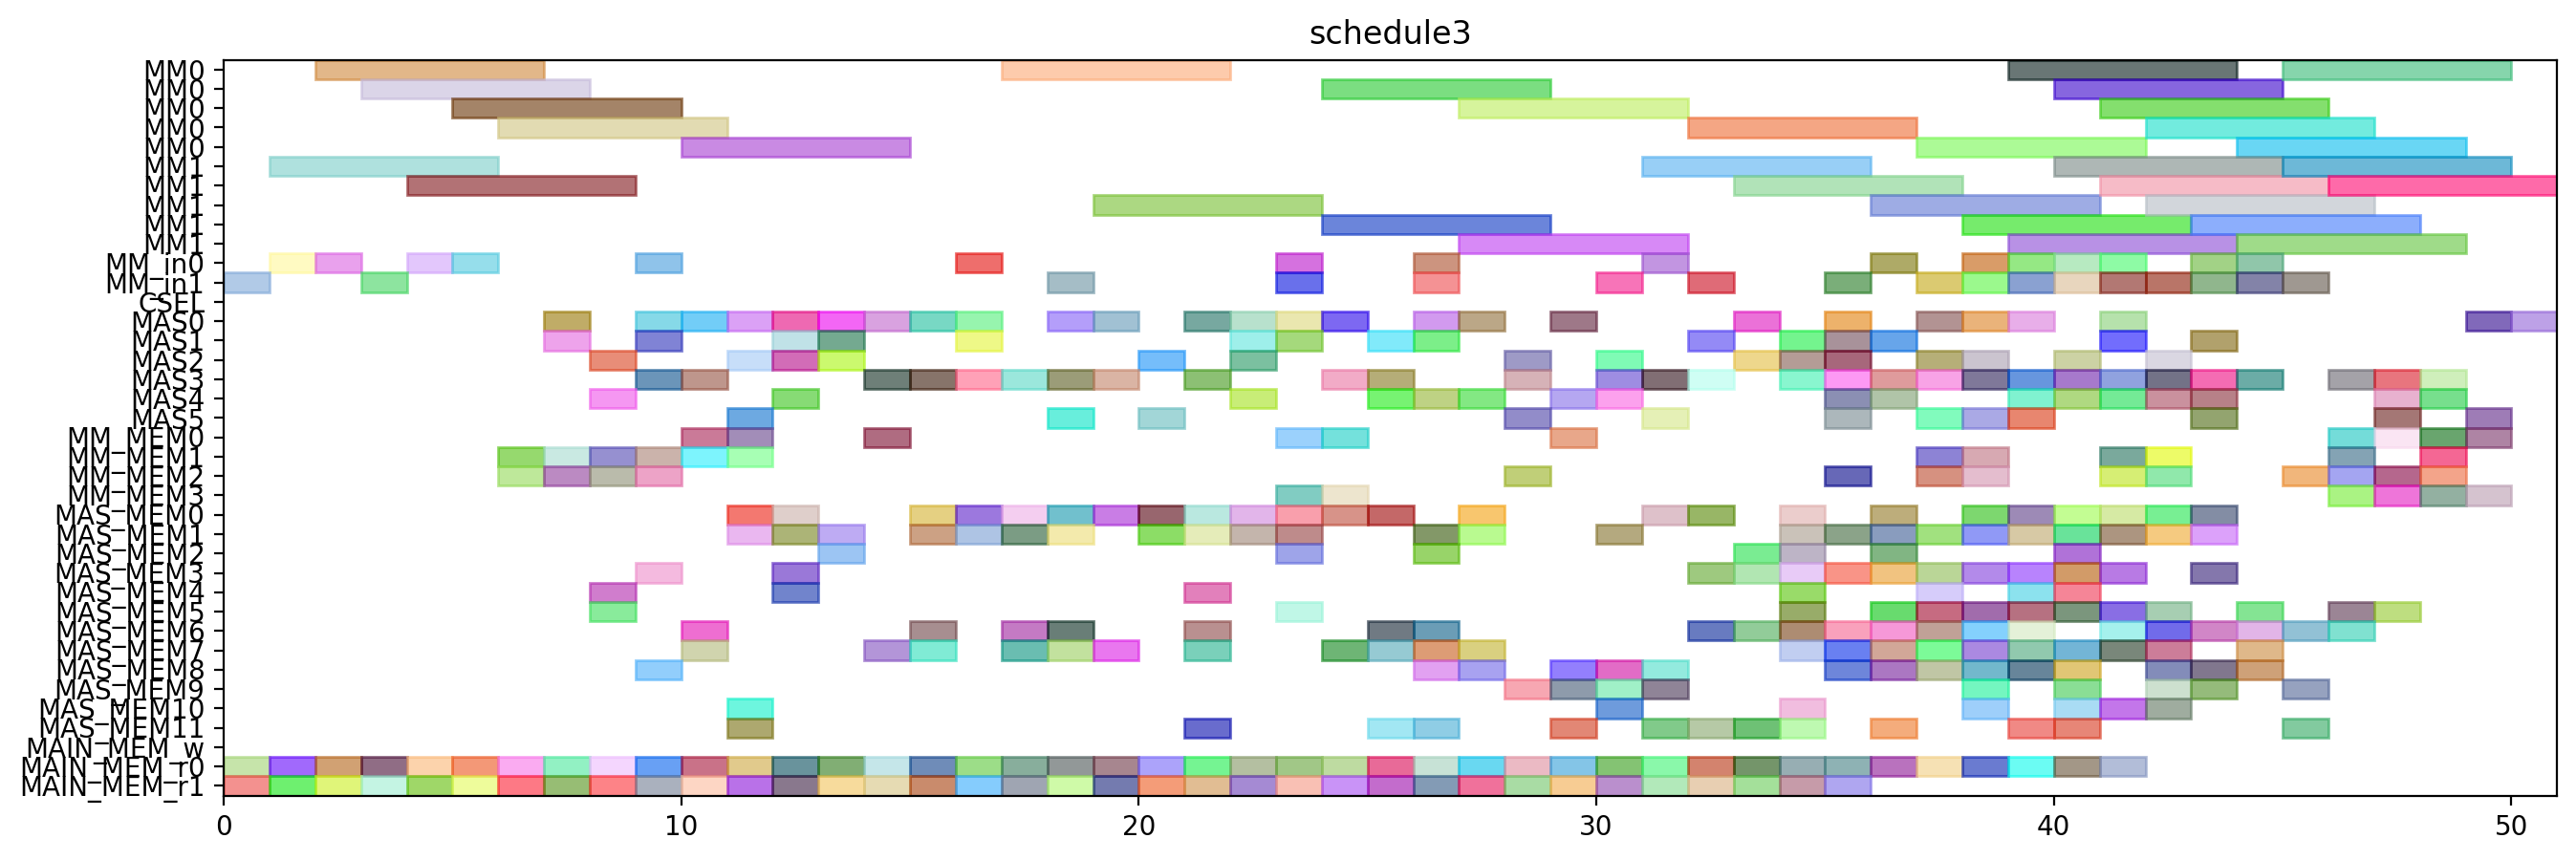 schedule3
MM0
MM0
MM0
MM0
MM0
MM1
MM1
MM1
MM1
MM1
MM_in0
MM_in1
CSEL
MAS0
MAS1
MAS2
MAS3
MAS4
MAS5
MM_MEM0
MM_MEM1
MM_MEM2
MM_MEM3
MAS_MEM0
MAS_MEM1
MAS_MEM2
MAS_MEM3
MAS_MEM4
MAS_MEM5
MAS_MEM6
MAS_MEM7
MAS_MEM8
MAS_MEM9
MAS_MEM10
MAS_MEM11
MAIN_MEM_w
MAIN_MEM_r0
MAIN_MEM_r1
0 10 20 30 40 50